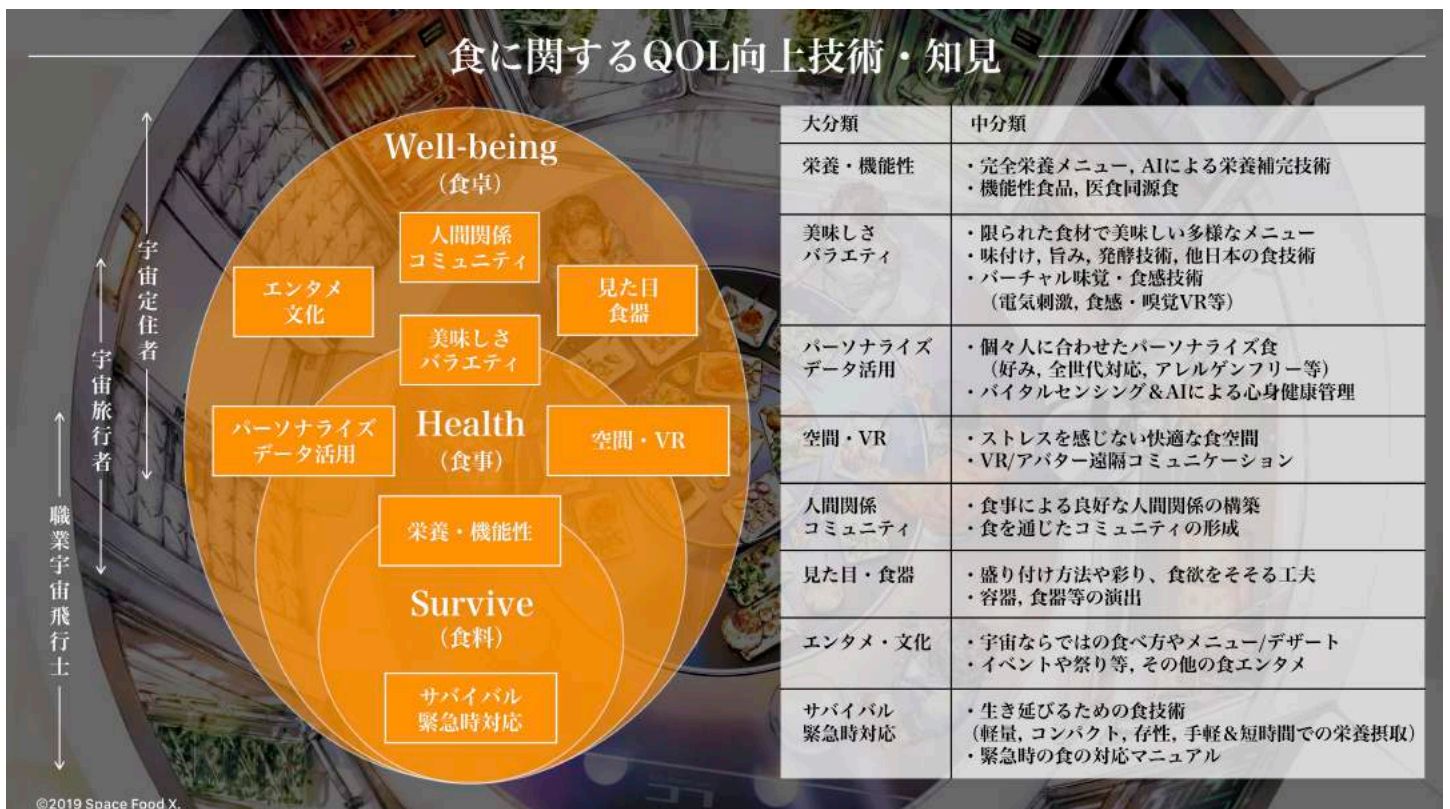 食に関するQOL向上技術・知見
宇宙定住者
宇宙旅行者
職業宇宙飛行士
Well-being
（食卓）
人間関係
コミュニティ
エンタメ
文化
見た目
食器
美味しさ
バラエティ
パーソナライズ
データ活用
Health
（食事）
空間・VR
栄養・機能性
Survive
（食料）
サバイバル
緊急時対応
大分類 中分類
栄養・機能性
・完全栄養メニュー, AIによる栄養補完技術
・機能性食品, 医食同源食
美味しさ
バラエティ
・限られた食材で美味しい多様なメニュー
・味付け, 旨み, 発酵技術, 他日本の食技術
・バーチャル味覚・食感技術
（電気刺激, 食感・嗅覚VR等）
パーソナライズ
データ活用
・個々人に合わせたパーソナライズ食
（好み, 全世代対応, アレルゲンフリー等）
・バイタルセンシング＆AIによる心身健康管理
空間・VR
・ストレスを感じない快適な食空間
・VR/アバター遠隔コミュニケーション
人間関係
コミュニティ
・食事による良好な人間関係の構築
・食を通じたコミュニティの形成
見た目・食器
・盛り付け方法や彩り、食欲をそそる工夫
・容器, 食器等の演出
エンタメ・文化
・宇宙ならではの食べ方やメニュー/デザート
・イベントや祭り等, その他の食エンタメ
サバイバル
緊急時対応
・生き延びるための食技術
（軽量, コンパクト, 存性, 手軽＆短時間での栄養摂取）
・緊急時の食の対応マニュアル
©2019 Space Food X.